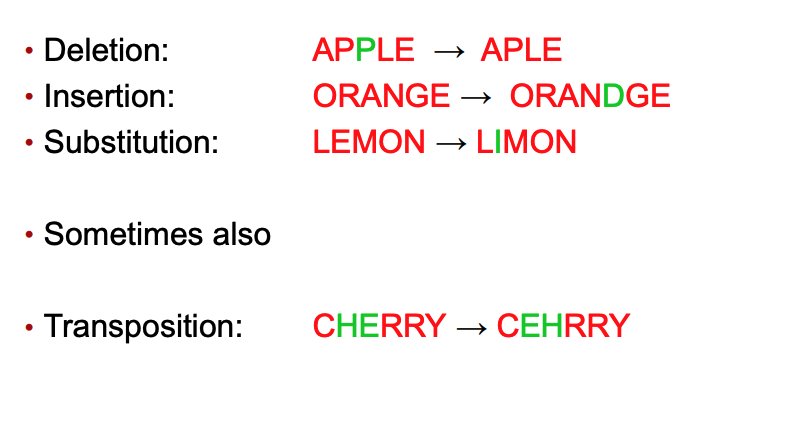 • Deletion: APPLE → APLE
• Insertion: ORANGE → ORANDGE
• Substitution: LEMON → LIMON
• Sometimes also
• Transposition: CHERRY → CEHRRY